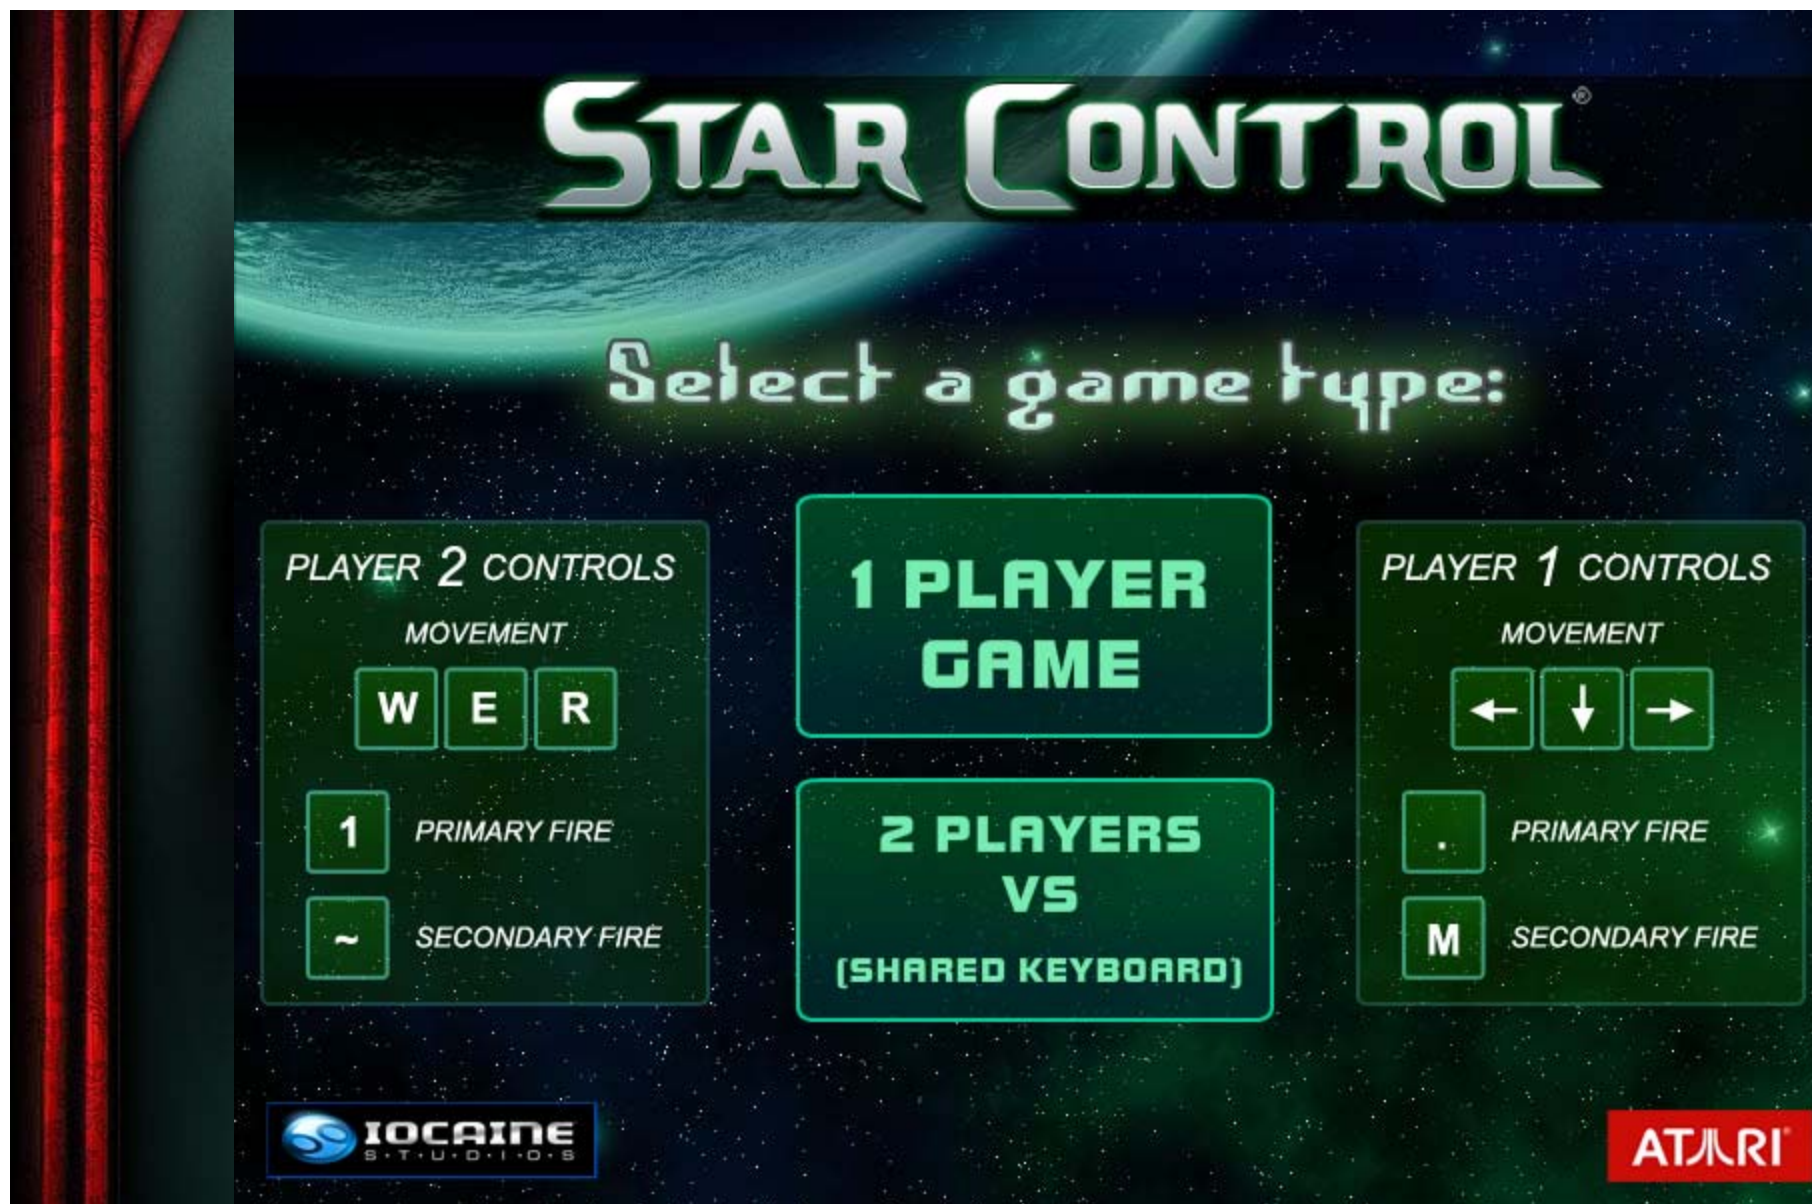 STAR CONTROL®
Select a game type:
PLAYER 2 CONTROLS
MOVEMENT
W E R
1 PRIMARY FIRE
~ SECONDARY FIRE
1 PLAYER
GAME
2 PLAYERS
VS
(SHARED KEYBOARD)
PLAYER 1 CONTROLS
MOVEMENT
← ↓ →
. PRIMARY FIRE
M SECONDARY FIRE
IOCAINE
S·T·U·D·I·O·S
ATARI®